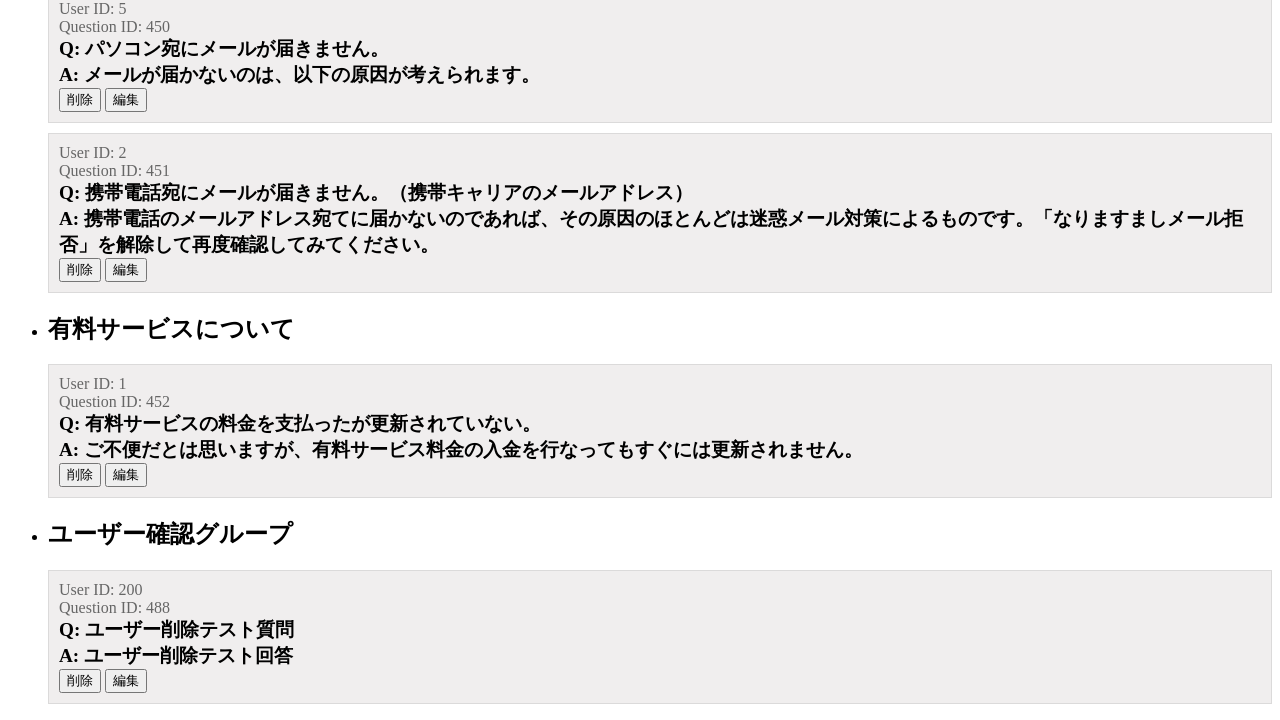 User ID: 5
Question ID: 450
Q: パソコン宛にメールが届きません。
A: メールが届かないのは、以下の原因が考えられます。
削除 編集
User ID: 2
Question ID: 451
Q: 携帯電話宛にメールが届きません。（携帯キャリアのメールアドレス）
A: 携帯電話のメールアドレス宛てに届かないのであれば、その原因のほとんどは迷惑メール対策によるものです。「なりますましメール拒
否」を解除して再度確認してみてください。
削除 編集
有料サービスについて
User ID: 1
Question ID: 452
Q: 有料サービスの料金を支払ったが更新されていない。
A: ご不便だとは思いますが、有料サービス料金の入金を行なってもすぐには更新されません。
削除 編集
ユーザー確認グループ
User ID: 200
Question ID: 488
Q: ユーザー削除テスト質問
A: ユーザー削除テスト回答
削除 編集